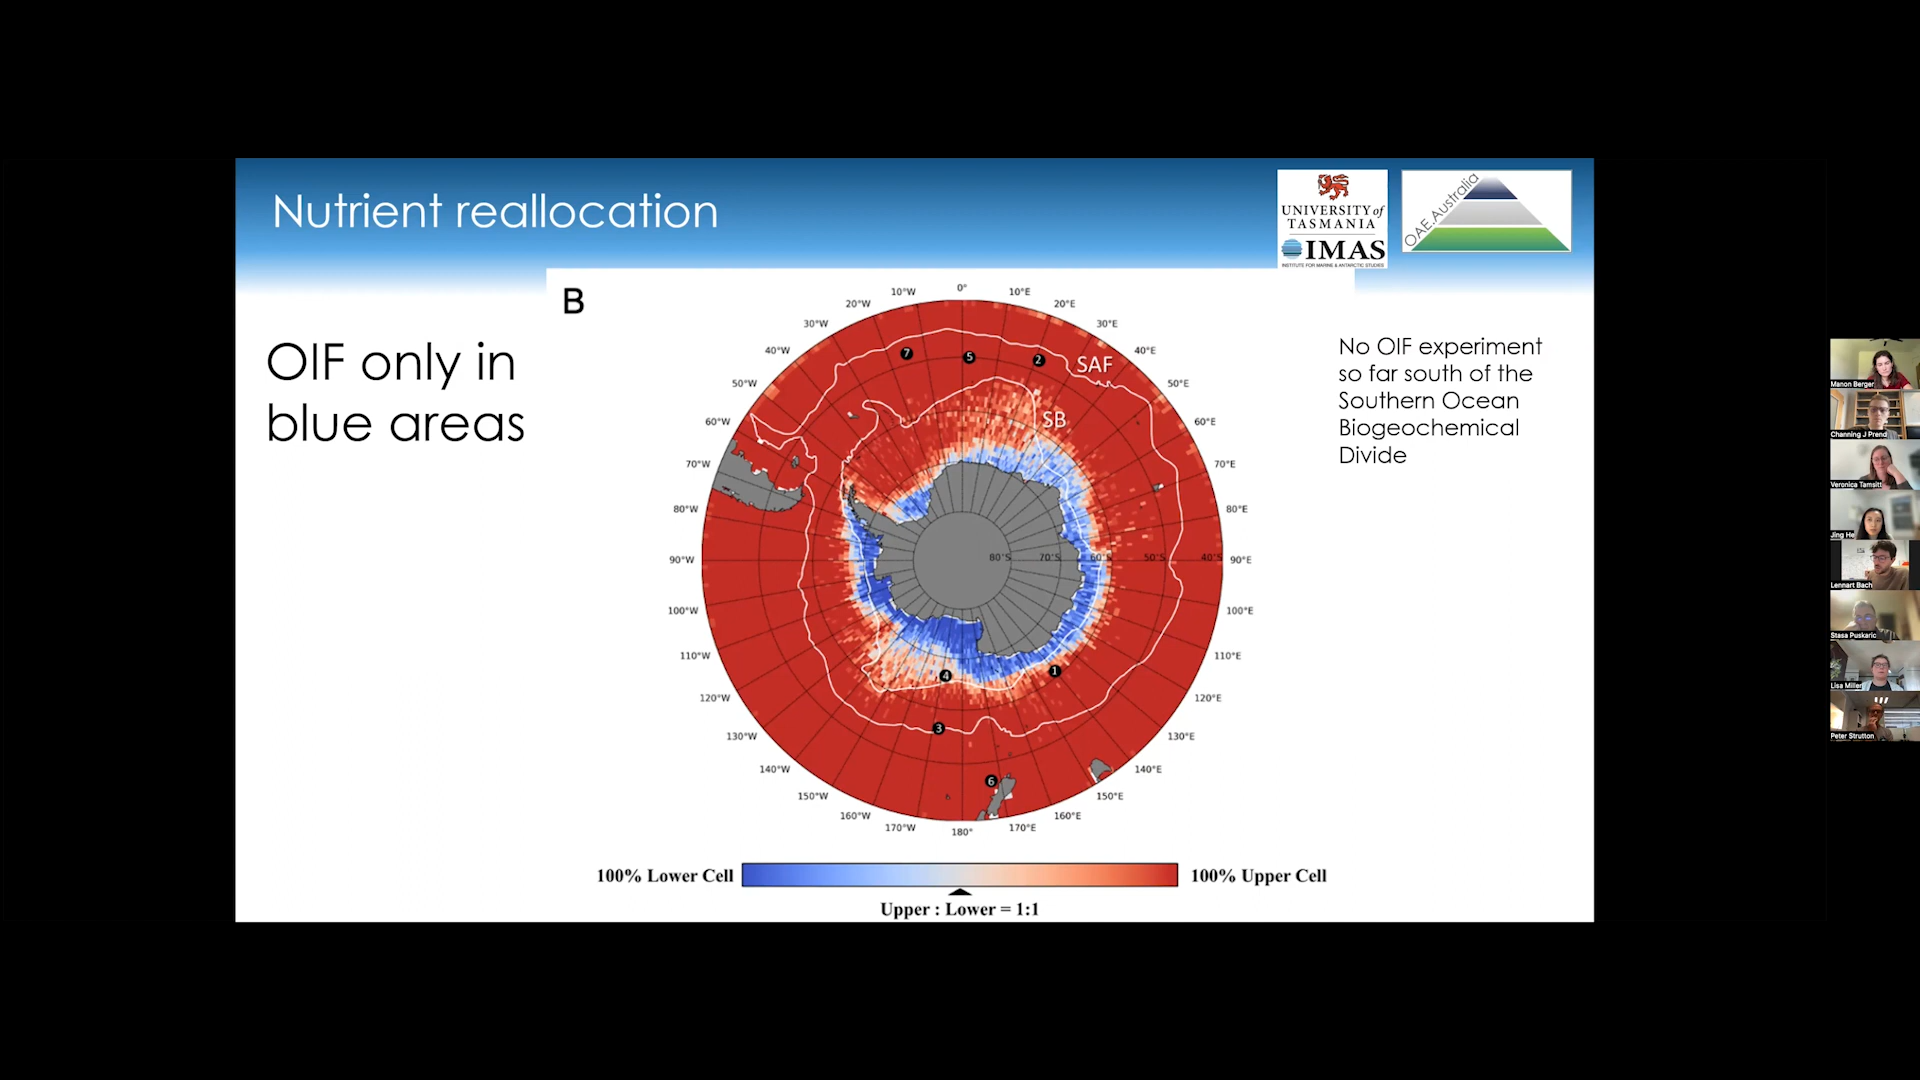 Nutrient reallocation
UNIVERSITY of
TASMANIA
IMAS
INSTITUTE FOR MARINE & ANTARCTIC STUDIES
OAE.Australia
OIF only in
blue areas
B
0°
10°E
20°E
30°E
40°E
50°E
60°E
70°E
80°E
90°E
100°E
110°E
120°E
130°E
140°E
150°E
160°E
170°E
180°
170°W
160°W
150°W
140°W
130°W
120°W
110°W
100°W
90°W
80°W
70°W
60°W
50°W
40°W
30°W
20°W
10°W
7
5
2
SAF
SB
80°S 70°S 60°S 50°S 40°S
4
1
3
6
No OIF experiment
so far south of the
Southern Ocean
Biogeochemical
Divide
100% Lower Cell
100% Upper Cell
Upper : Lower = 1:1
Manon Berger
Channing J Prend
Veronica Tamsitt
Jing He
Lennart Bach
Stasa Puskaric
Lisa Miller
Peter Strutton